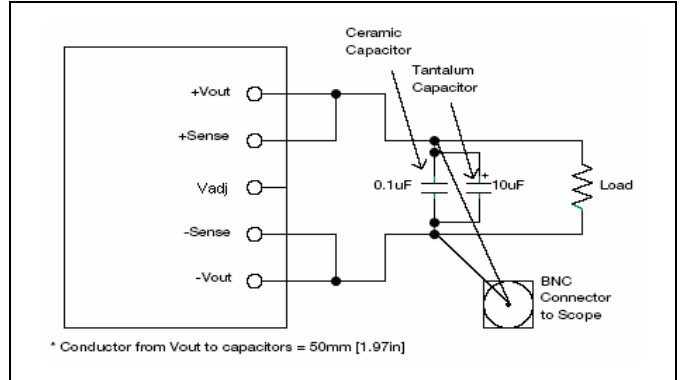 Ceramic
Capacitor
Tantalum
Capacitor
+Vout
+Sense
Vadj
-Sense
-Vout
0.1uF
+
10uF
Load
BNC
Connector
to Scope
* Conductor from Vout to capacitors = 50mm [1.97in]